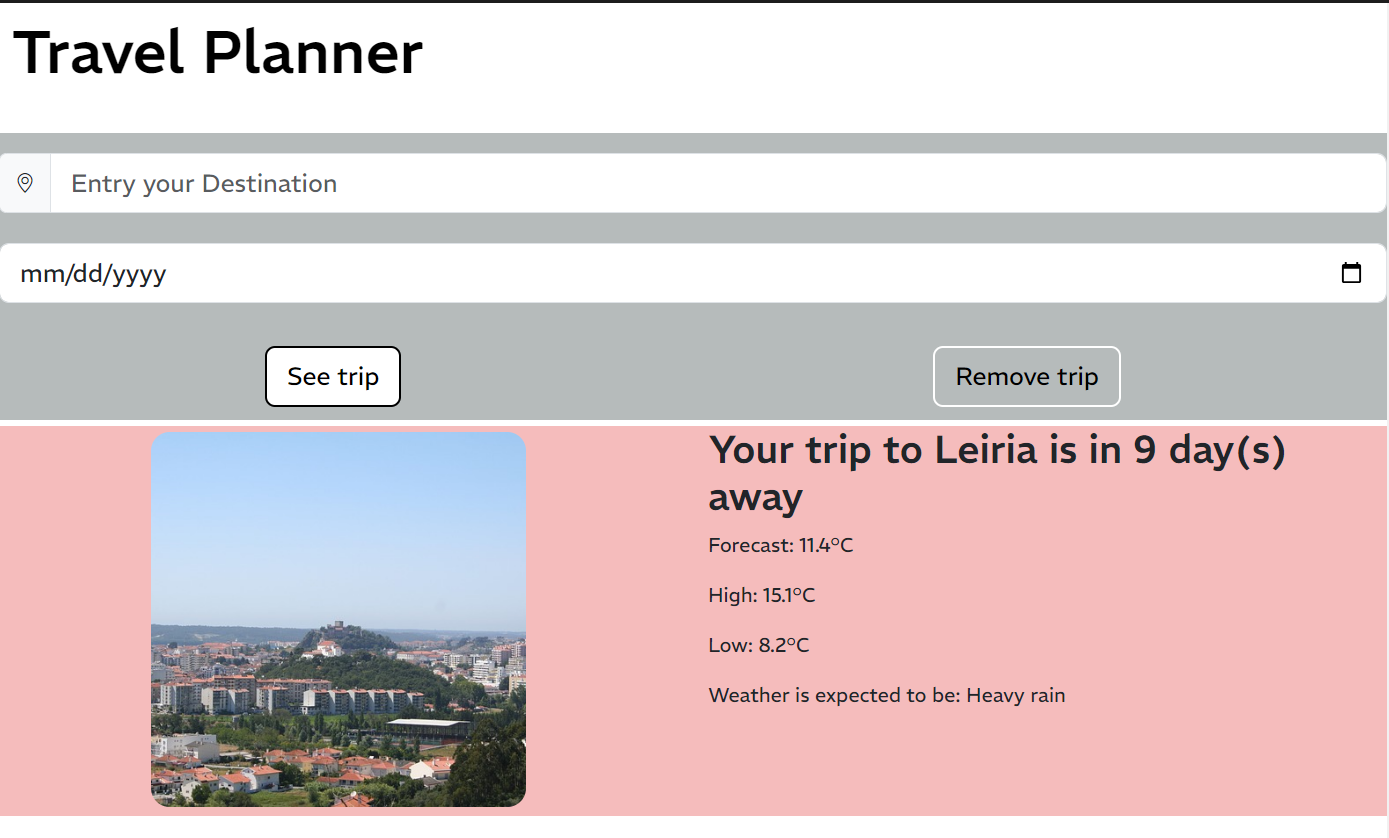 Travel Planner
Entry your Destination
mm/dd/yyyy
See trip
Remove trip
Your trip to Leiria is in 9 day(s)
away
Forecast: 11.4ºC
High: 15.1ºC
Low: 8.2ºC
Weather is expected to be: Heavy rain